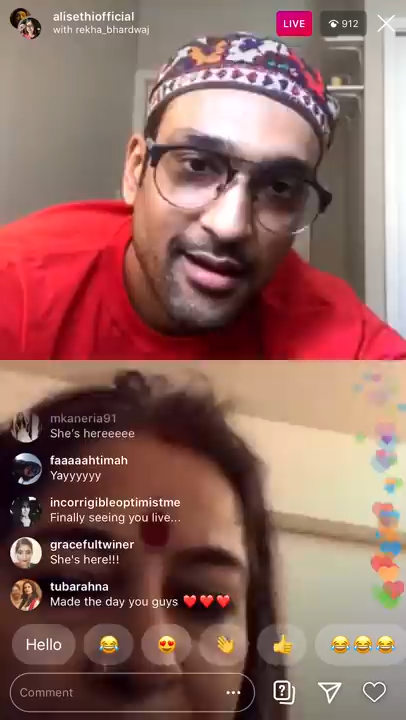 alisethiofficial
with rekha_bhardwaj
LIVE
912
mkaneria91
She's hereeeee
faaaaahtimah
Yayyyyyy
incorrigibleoptimistme
Finally seeing you live...
gracefultwiner
She's here!!!
tubarahna
Made the day you guys ❤️❤️❤️
Hello
Comment